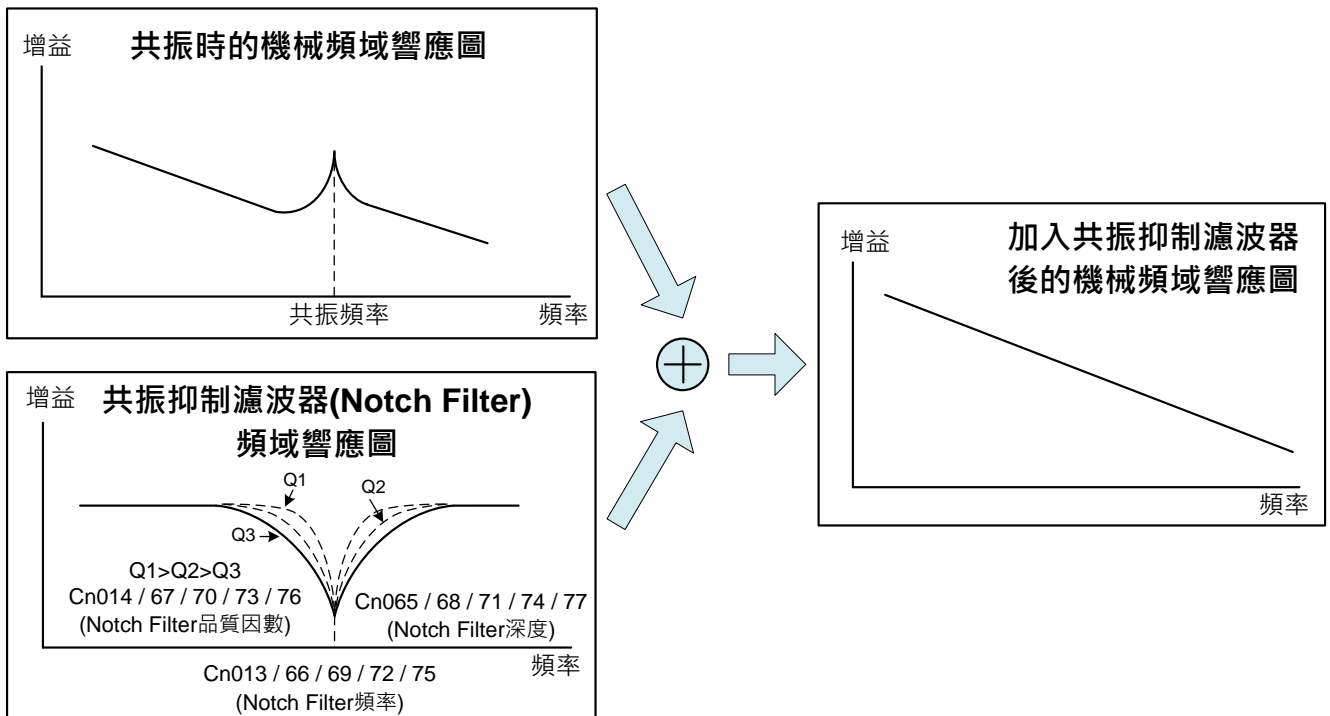 增益
共振時的機械頻域響應圖
共振頻率
頻率
增益
共振抑制濾波器(Notch Filter)
頻域響應圖
Q1
Q2
Q3
Q1>Q2>Q3
Cn014 / 67 / 70 / 73 / 76
(Notch Filter品質因數)
Cn065 / 68 / 71 / 74 / 77
(Notch Filter深度)
頻率
Cn013 / 66 / 69 / 72 / 75
(Notch Filter頻率)
增益
加入共振抑制濾波器
後的機械頻域響應圖
頻率